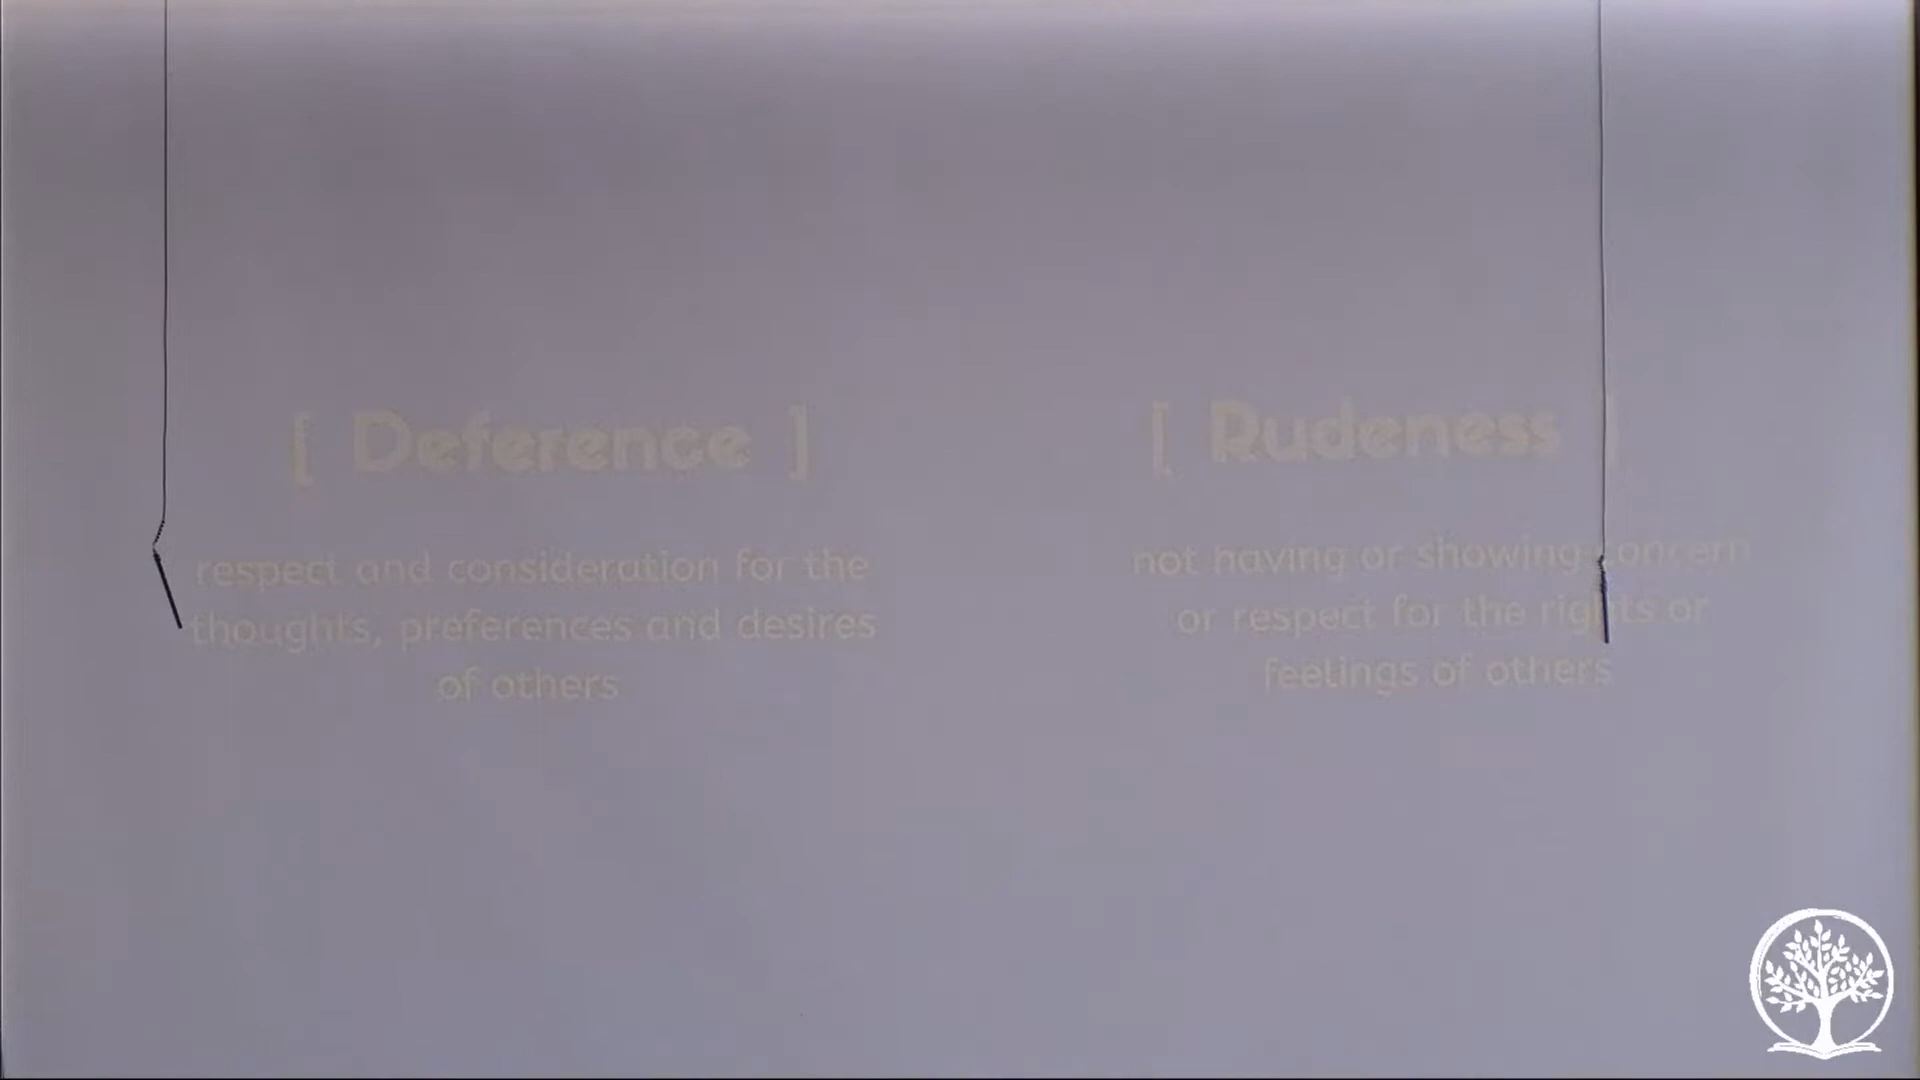 [ Deference ]
respect and consideration for the
thoughts, preferences and desires
of others
[ Rudeness ]
not having or showing concern
or respect for the rights or
feelings of others